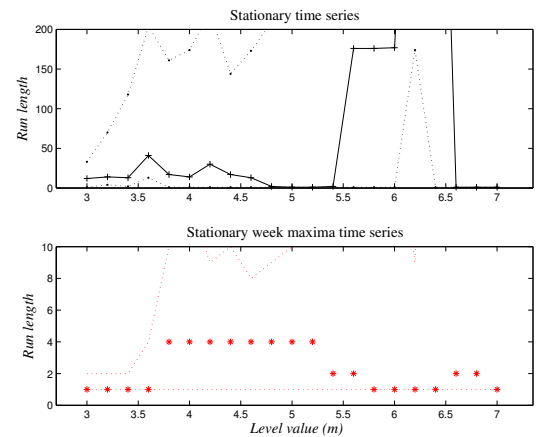 Stationary time series
200
150
100
50
0
Run length
3 3.5 4 4.5 5 5.5 6 6.5 7
Stationary week maxima time series
10
8
6
4
2
0
Run length
3 3.5 4 4.5 5 5.5 6 6.5 7
Level value (m)